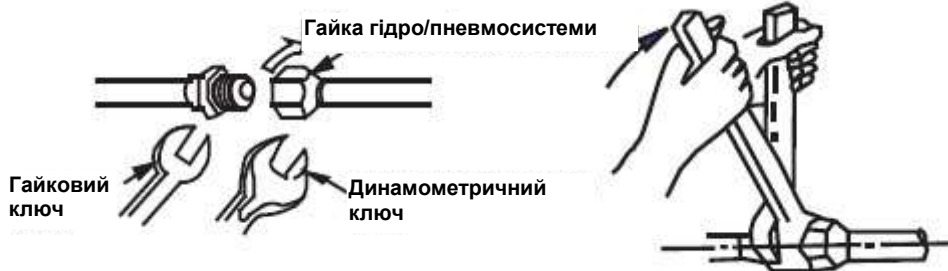 Гайка гідро/пневмосистеми
Гайковий
ключ
Динамометричний
ключ